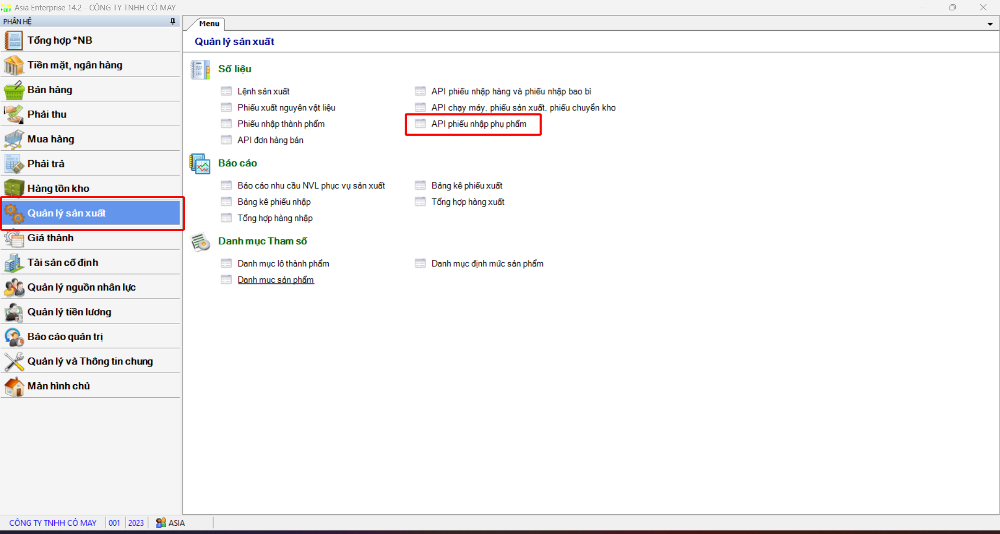 Asia Enterprise 14.2 - CÔNG TY TNHH CỎ MAY
PHÂN HỆ
Tổng hợp *NB
Tiền mặt, ngân hàng
Bán hàng
Phải thu
Mua hàng
Phải trả
Hàng tồn kho
Quản lý sản xuất
Giá thành
Tài sản cố định
Quản lý nguồn nhân lực
Quản lý tiền lương
Báo cáo quản trị
Quản lý và Thông tin chung
Màn hình chủ
Menu
Quản lý sản xuất
Số liệu
Lệnh sản xuất
API phiếu nhập hàng và phiếu nhập bao bì
Phiếu xuất nguyên vật liệu
API chạy máy, phiếu sản xuất, phiếu chuyển kho
Phiếu nhập thành phẩm
API phiếu nhập phụ phẩm
API đơn hàng bán
Báo cáo
Báo cáo nhu cầu NVL phục vụ sản xuất
Bảng kê phiếu xuất
Bảng kê phiếu nhập
Tổng hợp hàng xuất
Tổng hợp hàng nhập
Danh mục Tham số
Danh mục lô thành phẩm
Danh mục định mức sản phẩm
Danh mục sản phẩm
CÔNG TY TNHH CỎ MAY 001 2023 ASIA